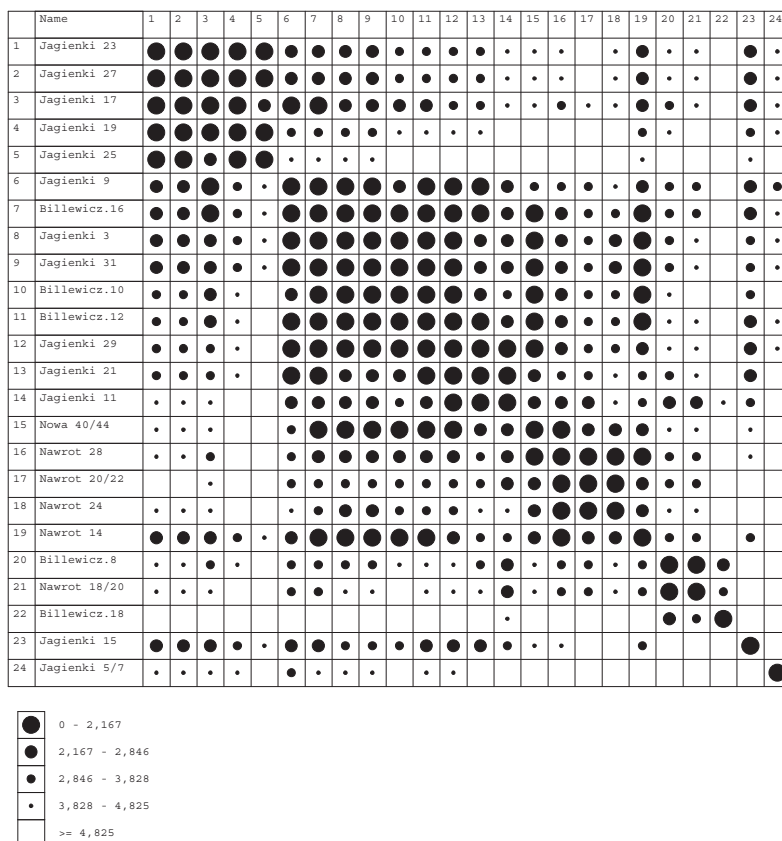 Name 1 2 3 4 5 6 7 8 9 10 11 12 13 14 15 16 17 18 19 20 21 22 23 24
1 Jagienki 23
2 Jagienki 27
3 Jagienki 17
4 Jagienki 19
5 Jagienki 25
6 Jagienki 9
7 Billewicz.16
8 Jagienki 3
9 Jagienki 31
10 Billewicz.10
11 Billewicz.12
12 Jagienki 29
13 Jagienki 21
14 Jagienki 11
15 Nowa 40/44
16 Nawrot 28
17 Nawrot 20/22
18 Nawrot 24
19 Nawrot 14
20 Billewicz.8
21 Nawrot 18/20
22 Billewicz.18
23 Jagienki 15
24 Jagienki 5/7
0 - 2,167
2,167 - 2,846
2,846 - 3,828
3,828 - 4,825
>= 4,825